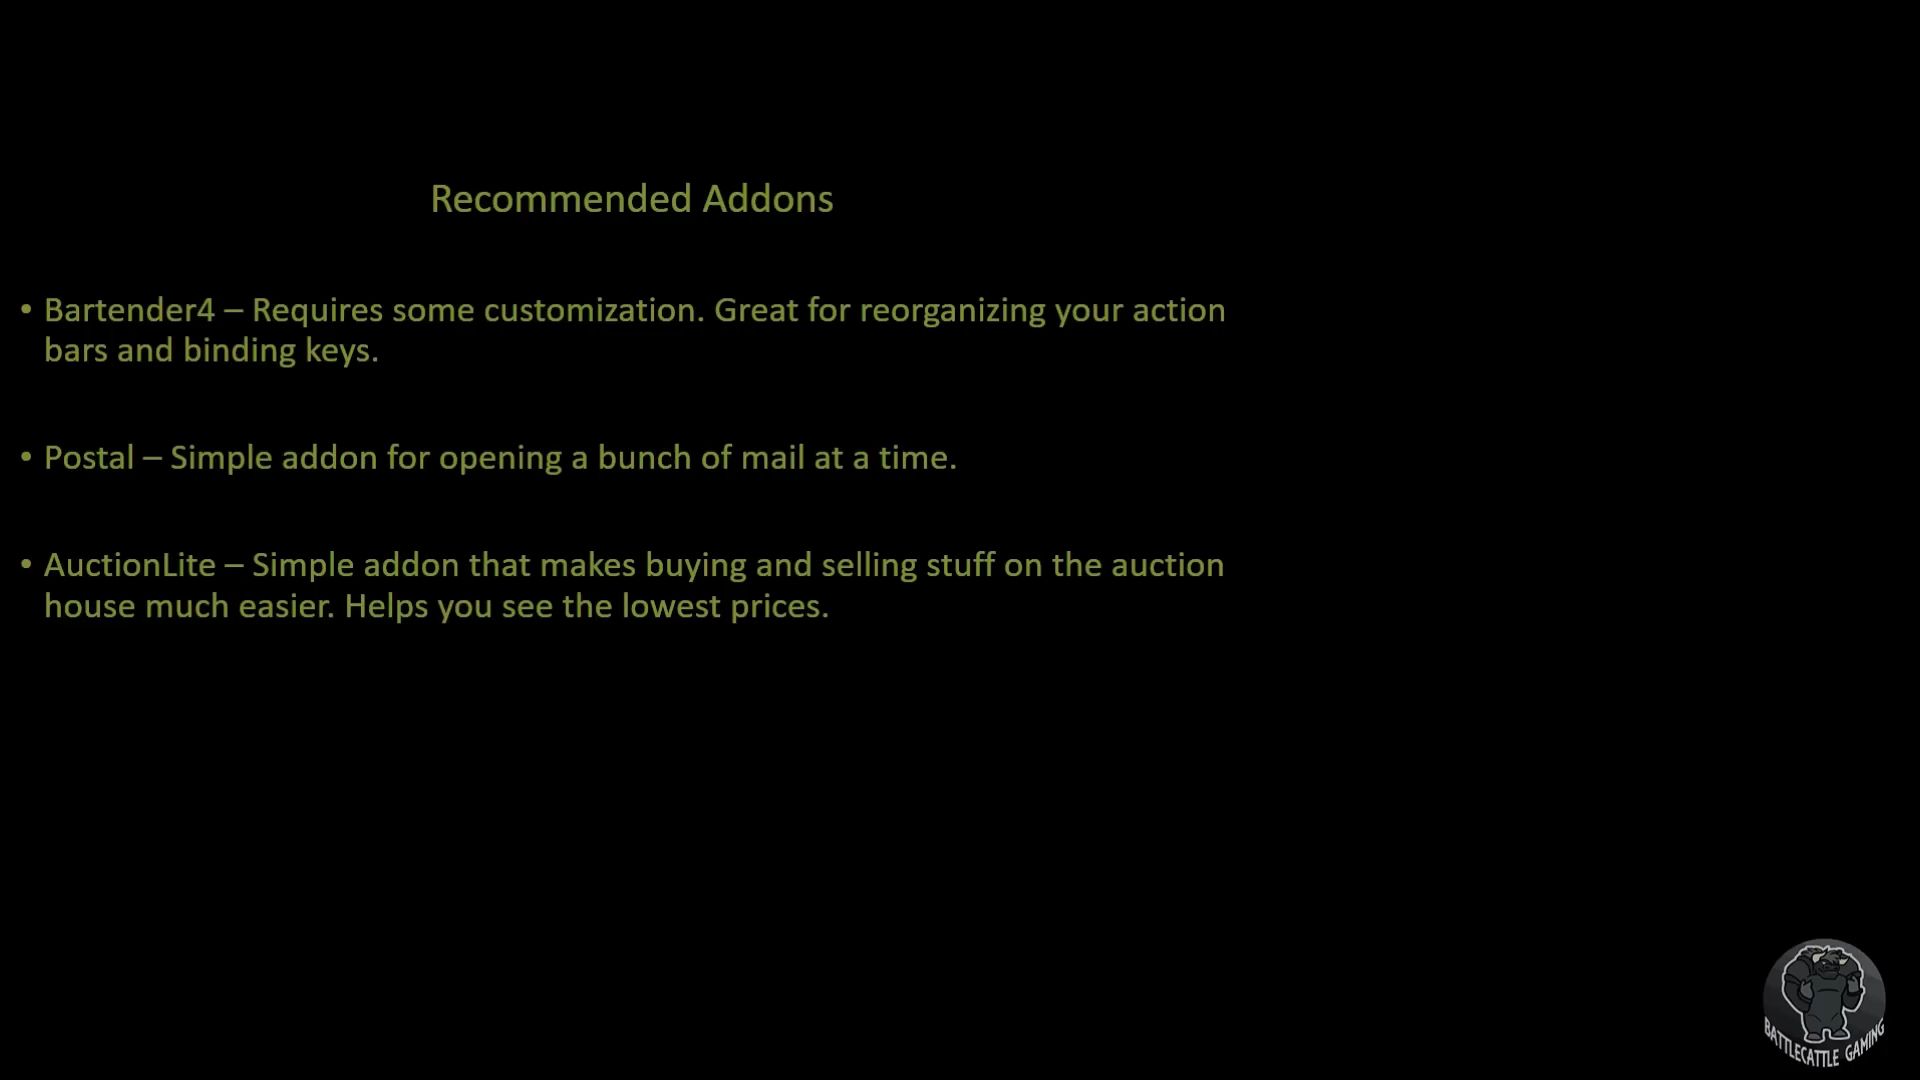 Recommended Addons
• Bartender4 – Requires some customization. Great for reorganizing your action
bars and binding keys.
• Postal – Simple addon for opening a bunch of mail at a time.
• AuctionLite – Simple addon that makes buying and selling stuff on the auction
house much easier. Helps you see the lowest prices.
BATTLECATTLE GAMING